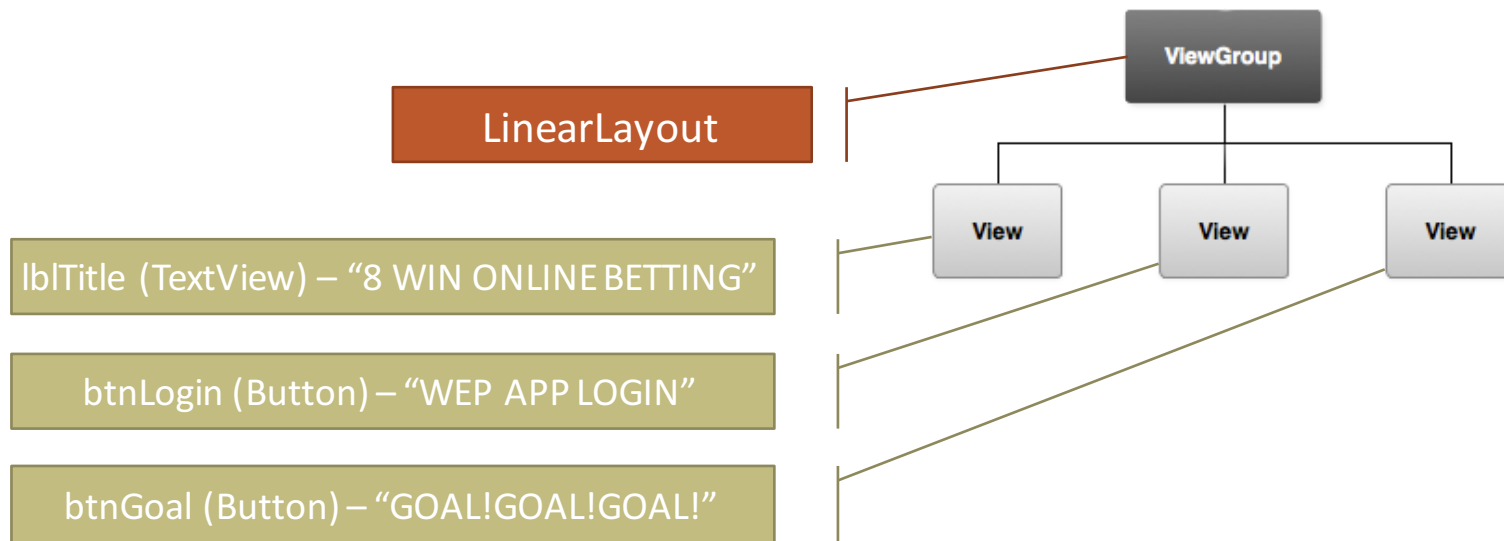 ViewGroup
LinearLayout
View View View
lblTitle (TextView) – “8 WIN ONLINE BETTING”
btnLogin (Button) – “WEP APP LOGIN”
btnGoal (Button) – “GOAL!GOAL!GOAL!”